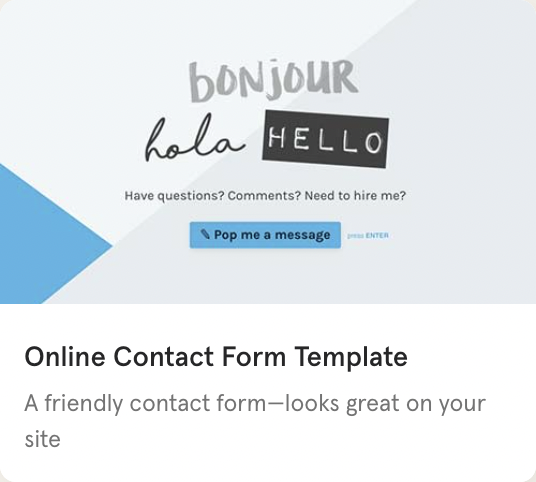 bonjour
hola HELLO
Have questions? Comments? Need to hire me?
✎ Pop me a message press ENTER
Online Contact Form Template
A friendly contact form—looks great on your
site